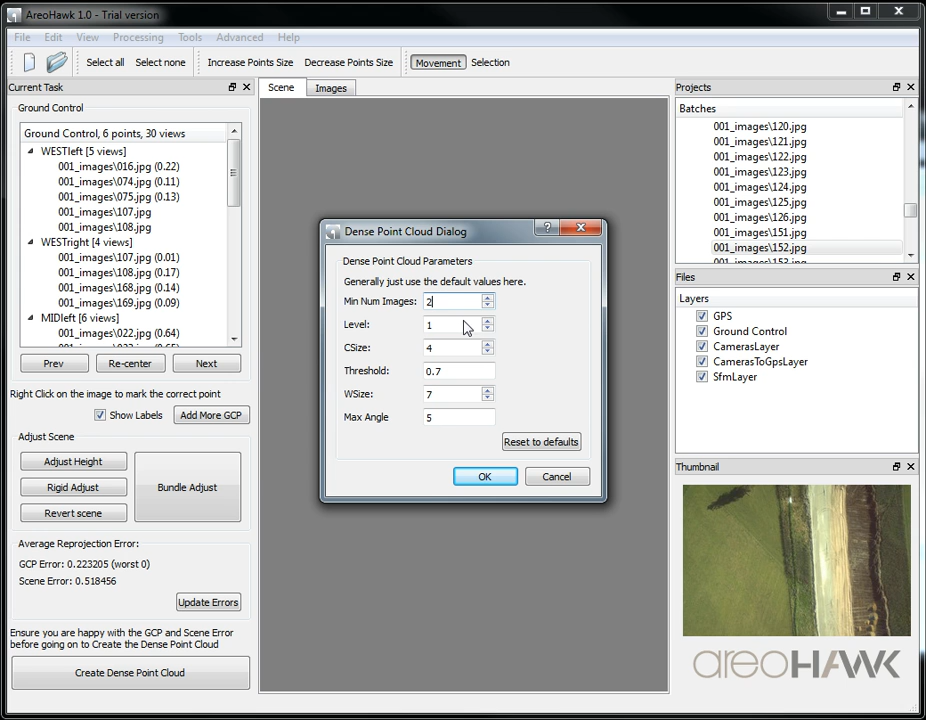 AreoHawk 1.0 - Trial version
File Edit View Processing Tools Advanced Help
Select all Select none Increase Points Size Decrease Points Size Movement Selection
Current Task
Ground Control
Ground Control, 6 points, 30 views
WESTleft [5 views]
001_images\016.jpg (0.22)
001_images\074.jpg (0.11)
001_images\075.jpg (0.13)
001_images\107.jpg
001_images\108.jpg
WESTright [4 views]
001_images\107.jpg (0.01)
001_images\108.jpg (0.17)
001_images\168.jpg (0.14)
001_images\169.jpg (0.09)
MIDleft [6 views]
001_images\022.jpg (0.64)
Prev Re-center Next
Right Click on the image to mark the correct point
Show Labels Add More GCP
Adjust Scene
Adjust Height
Rigid Adjust
Revert scene
Bundle Adjust
Average Reprojection Error:
GCP Error: 0.223205 (worst 0)
Scene Error: 0.518456
Update Errors
Ensure you are happy with the GCP and Scene Error
before going on to Create the Dense Point Cloud
Create Dense Point Cloud
Scene Images
Dense Point Cloud Dialog
Dense Point Cloud Parameters
Generally just use the default values here.
Min Num Images: 2
Level: 1
CSize: 4
Threshold: 0.7
WSize: 7
Max Angle 5
Reset to defaults
OK Cancel
Projects
Batches
001_images\120.jpg
001_images\121.jpg
001_images\122.jpg
001_images\123.jpg
001_images\124.jpg
001_images\125.jpg
001_images\126.jpg
001_images\151.jpg
001_images\152.jpg
001_images\153.jpg
Files
Layers
GPS
Ground Control
CamerasLayer
CamerasToGpsLayer
SfmLayer
Thumbnail
areoHAWK